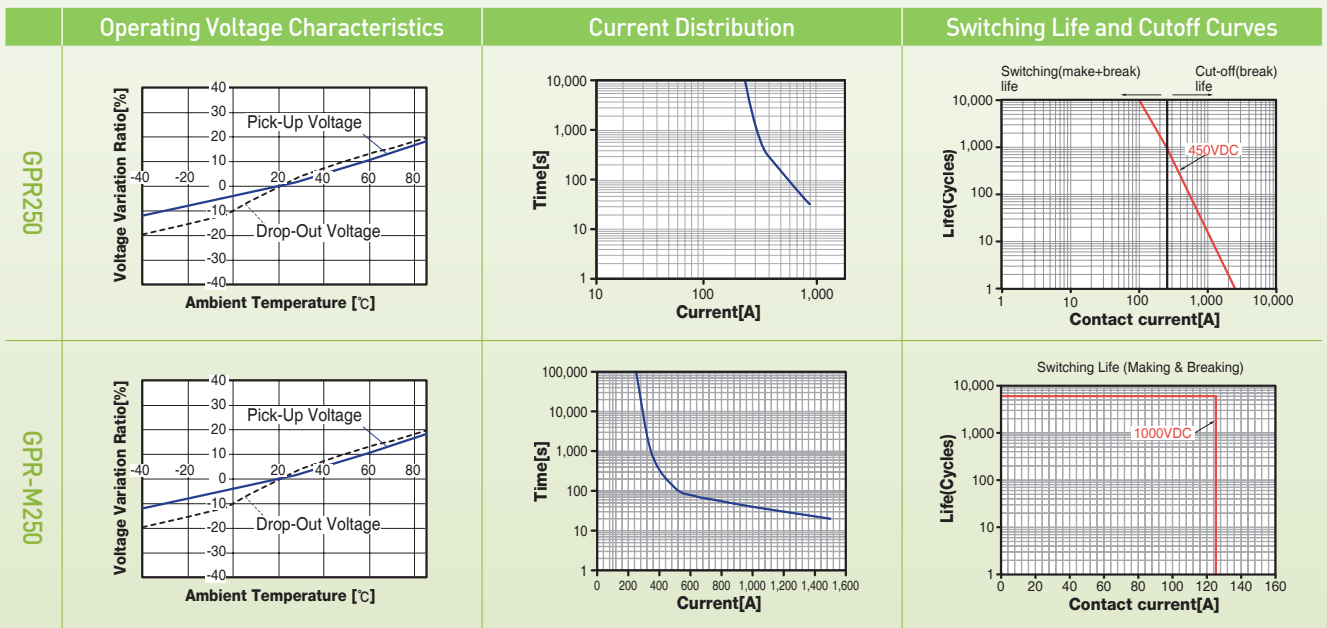 Operating Voltage Characteristics
Current Distribution
Switching Life and Cutoff Curves
GPR250
Voltage Variation Ratio[%]
40
30
20
10
0
-10
-20
-30
-40
-40 -20 20 40 60 80
Pick-Up Voltage
Drop-Out Voltage
Ambient Temperature [℃]
Time[s]
10,000
1,000
100
10
1
10 100 1,000
Current[A]
Switching(make+break)
life
Cut-off(break)
life
Life(Cycles)
10,000
1,000
100
10
1
450VDC
1 10 100 1,000 10,000
Contact current[A]
GPR-M250
Voltage Variation Ratio[%]
40
30
20
10
0
-10
-20
-30
-40
-40 -20 20 40 60 80
Pick-Up Voltage
Drop-Out Voltage
Ambient Temperature [℃]
Time[s]
100,000
10,000
1,000
100
10
1
0 200 400 600 800 1,000 1,200 1,400 1,600
Current[A]
Switching Life (Making & Breaking)
Life(Cycles)
10,000
1,000
100
10
1
1000VDC
0 20 40 60 80 100 120 140 160
Contact current[A]